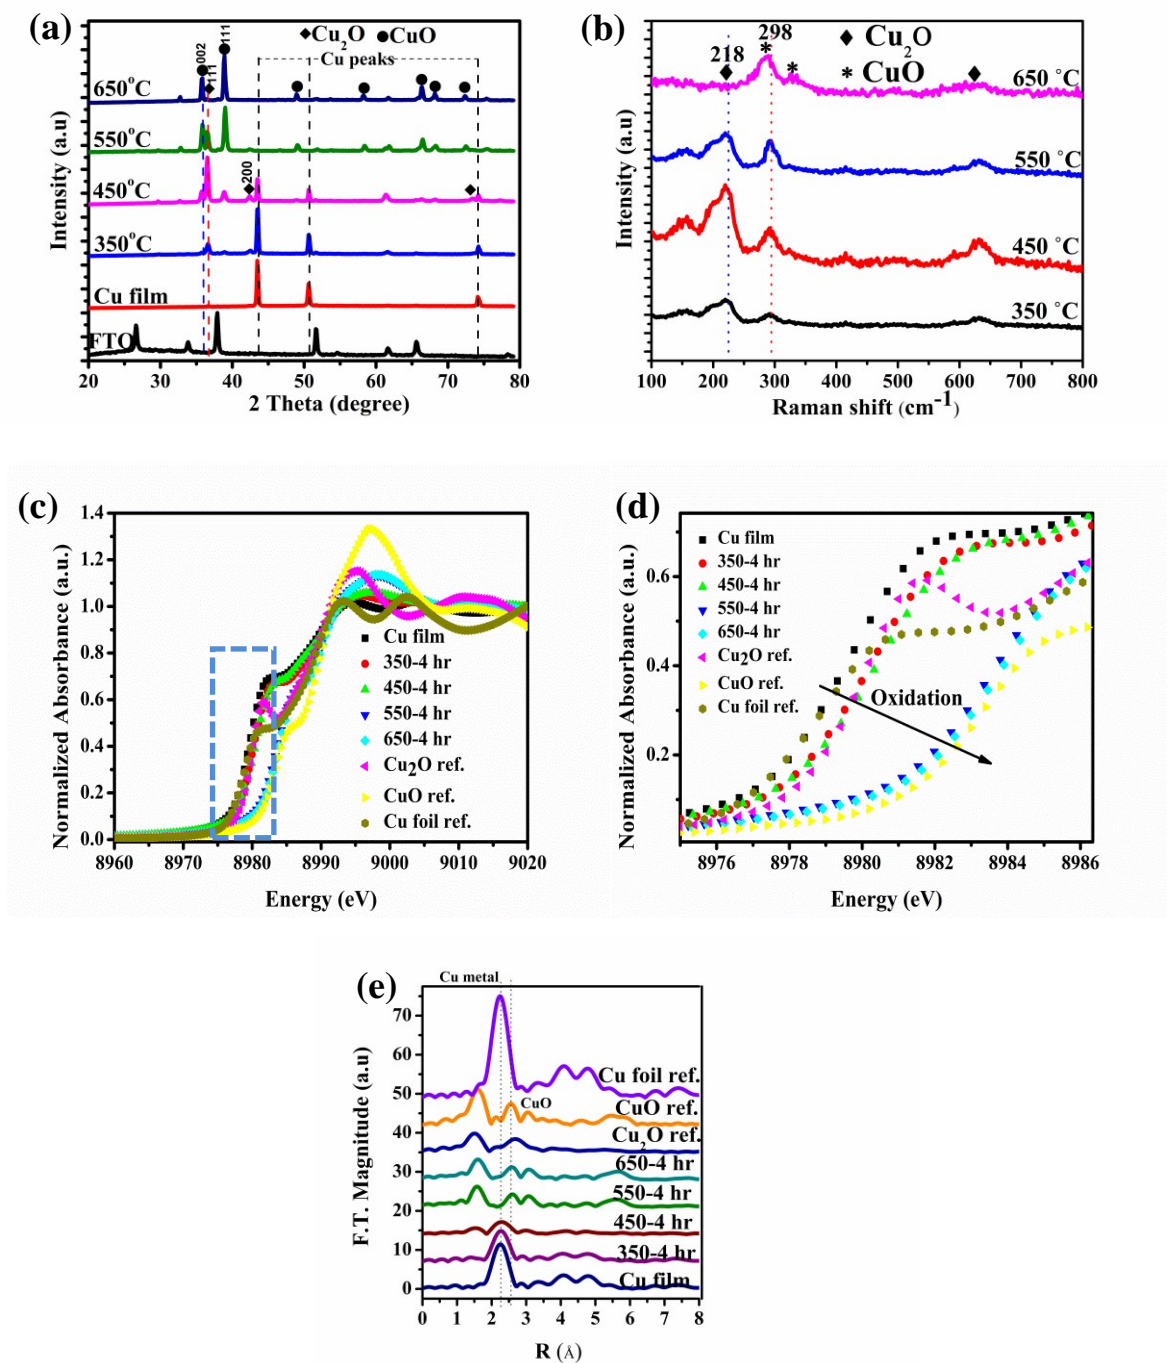 (a)
◆Cu2O ●CuO
Cu peaks
002
111
111
200
650°C
550°C
450°C
350°C
Cu film
FTO
Intensity (a.u)
20 30 40 50 60 70 80
2 Theta (degree)
(b)
218 298
◆ Cu2O
* CuO
650 °C
550 °C
450 °C
350 °C
Intensity (a.u)
100 200 300 400 500 600 700 800
Raman shift (cm-1)
(c)
1.4
1.2
1.0
0.8
0.6
0.4
0.2
0.0
Normalized Absorbance (a.u.)
Cu film
350-4 hr
450-4 hr
550-4 hr
650-4 hr
Cu2O ref.
CuO ref.
Cu foil ref.
8960 8970 8980 8990 9000 9010 9020
Energy (eV)
(d)
0.6
0.4
0.2
Normalized Absorbance (a.u.)
Cu film
350-4 hr
450-4 hr
550-4 hr
650-4 hr
Cu2O ref.
CuO ref.
Cu foil ref.
Oxidation
8976 8978 8980 8982 8984 8986
Energy (eV)
(e)
Cu metal
70
60
50
40
30
20
10
0
F.T. Magnitude (a.u)
Cu foil ref.
CuO
CuO ref.
Cu2O ref.
650-4 hr
550-4 hr
450-4 hr
350-4 hr
Cu film
0 1 2 3 4 5 6 7 8
R (Å)